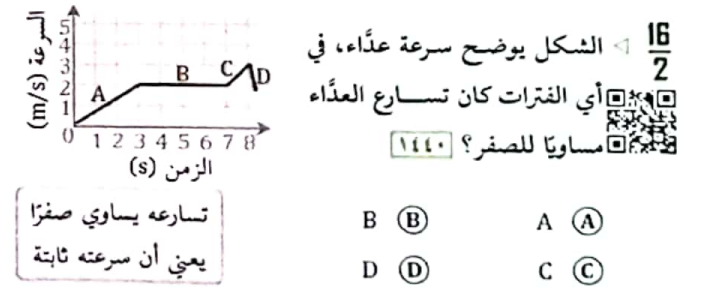 16
2
◁ الشكل يوضح سرعة عدَّاء، في
أي الفترات كان تسارع العدَّاء
مساويًا للصفر؟ ١٤٤٠
A Ⓐ
B Ⓑ
C Ⓒ
D Ⓓ
السرعة (m/s)
5
4
3
2
1
0
A
B
C
D
1 2 3 4 5 6 7 8
الزمن (s)
تسارعه يساوي صفرًا
يعني أن سرعته ثابتة